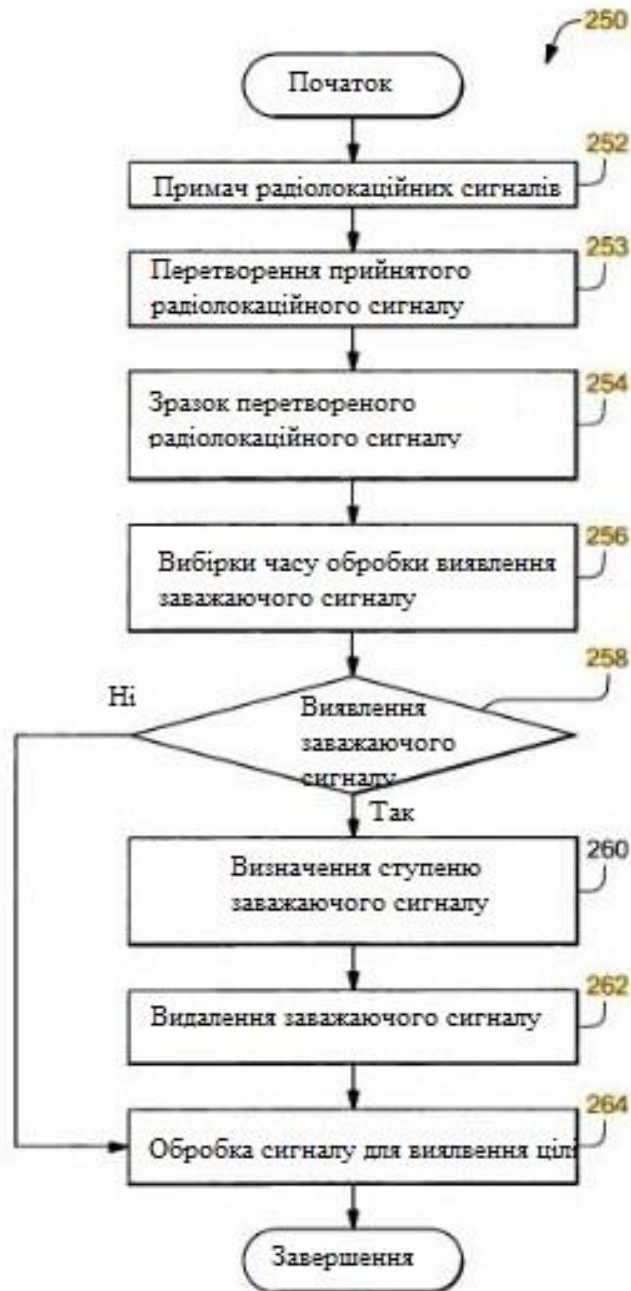 250
Початок
252
Примач радіолокаційних сигналів
253
Перетворення прийнятого
радіолокаційного сигналу
254
Зразок перетвореного
радіолокаційного сигналу
256
Вибірки часу обробки виявлення
заважаючого сигналу
258
Ні
Виявлення
заважаючого
сигналу
Так
260
Визначення ступеню
заважаючого сигналу
262
Видалення заважаючого сигналу
264
Обробка сигналу для виялвення цілі
Завершення